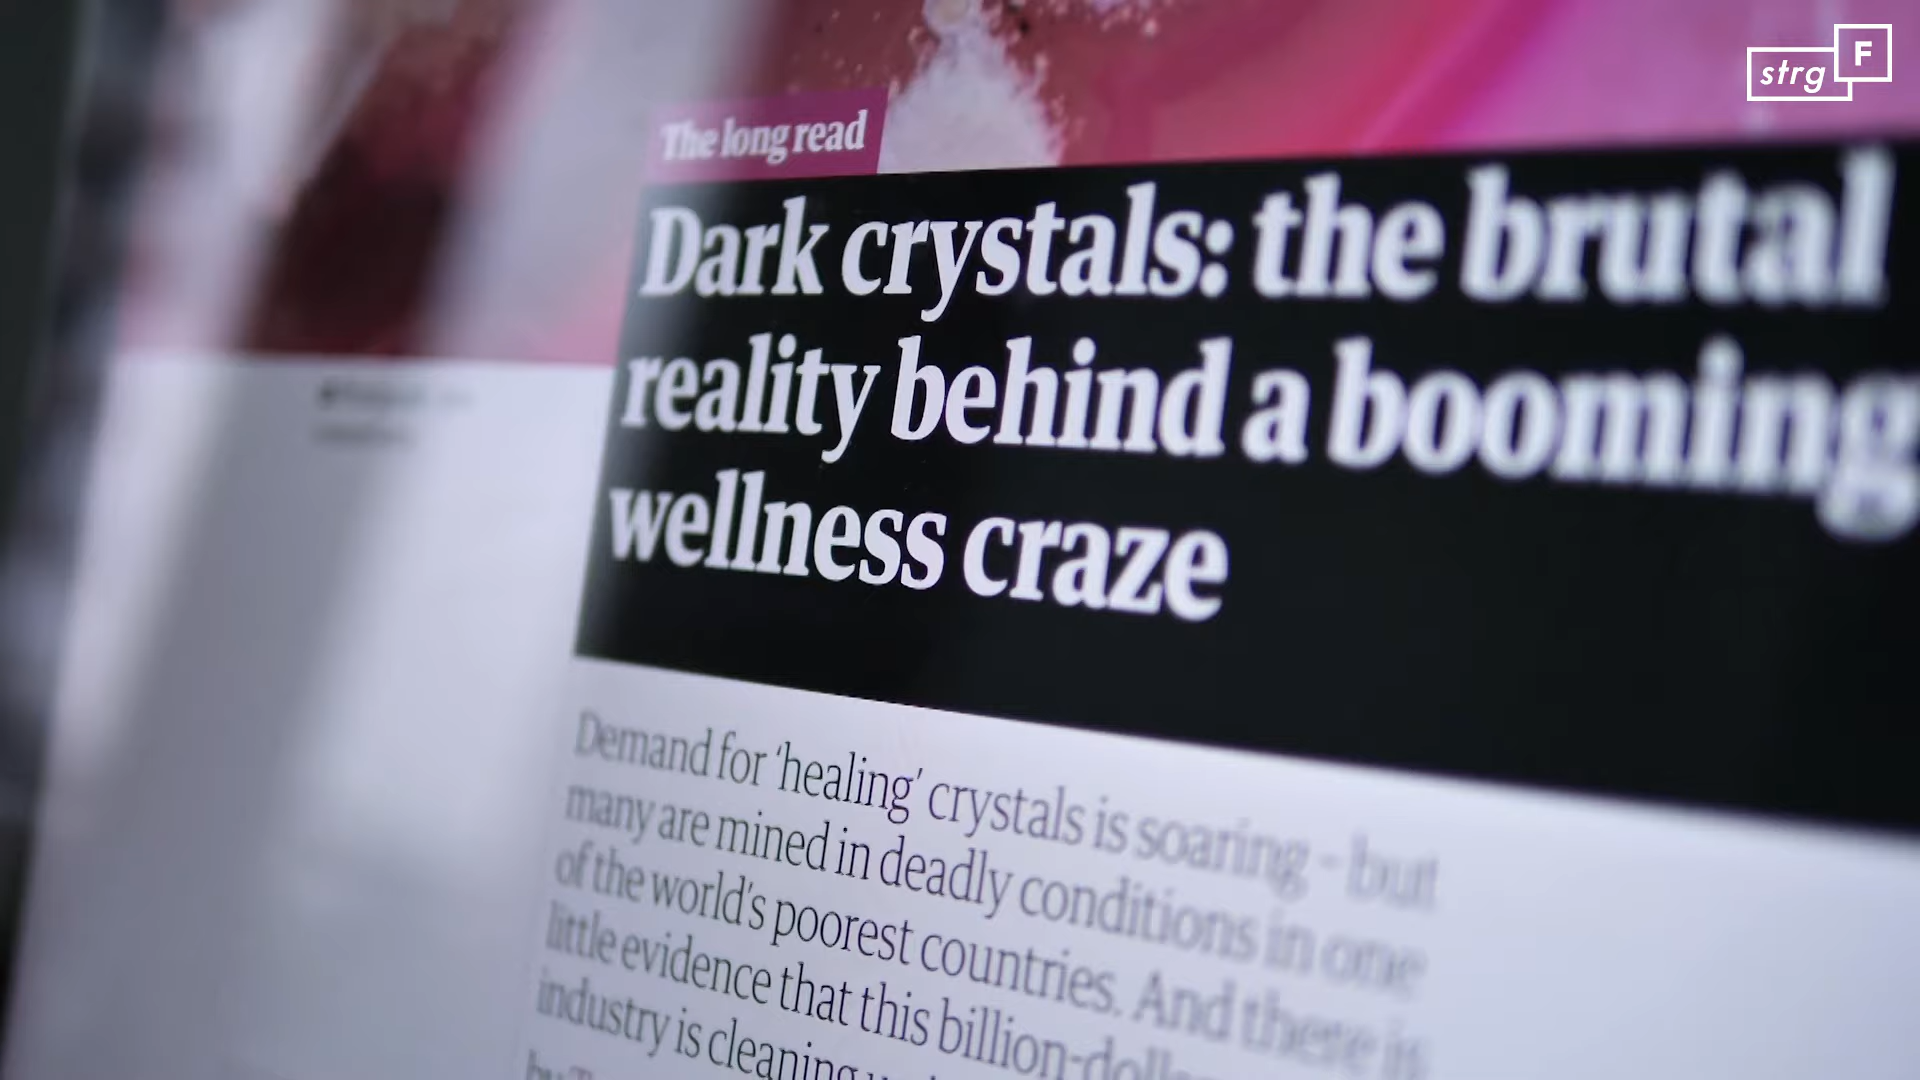 strg F
The long read
Dark crystals: the brutal
reality behind a booming
wellness craze
Demand for ‘healing’ crystals is soaring - but
many are mined in deadly conditions in one
of the world's poorest countries. And there is
little evidence that this billion-dollar
industry is cleaning